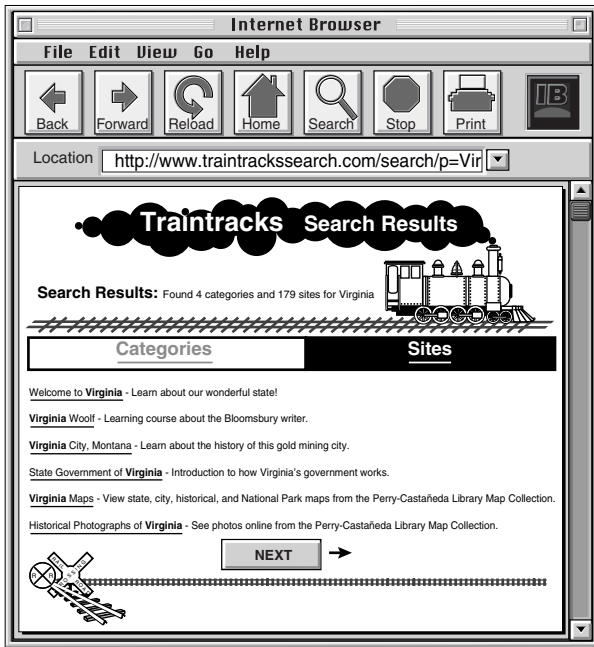 Internet Browser
File Edit View Go Help
Back Forward Reload Home Search Stop Print IB
Location http://www.traintrackssearch.com/search/p=Vir
Traintracks Search Results
Search Results: Found 4 categories and 179 sites for Virginia
Categories Sites
Welcome to Virginia - Learn about our wonderful state!
Virginia Woolf - Learning course about the Bloomsbury writer.
Virginia City, Montana - Learn about the history of this gold mining city.
State Government of Virginia - Introduction to how Virginia's government works.
Virginia Maps - View state, city, historical, and National Park maps from the Perry-Castañeda Library Map Collection.
Historical Photographs of Virginia - See photos online from the Perry-Castañeda Library Map Collection.
NEXT
RAIL ROAD
CROSSING
R R